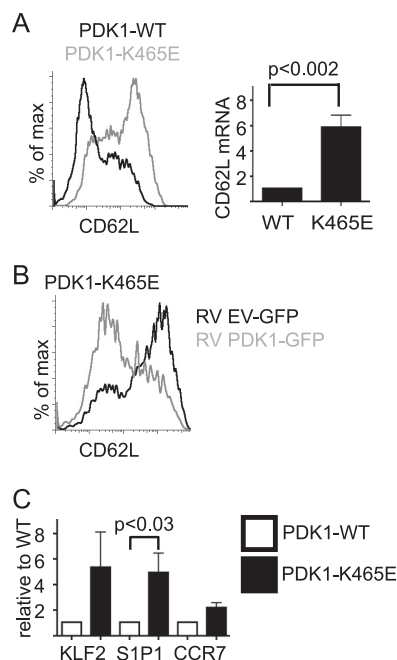 A
PDK1-WT
PDK1-K465E
% of max
CD62L
p<0.002
CD62L mRNA
8
6
4
2
WT K465E
B
PDK1-K465E
RV EV-GFP
RV PDK1-GFP
% of max
CD62L
C
relative to WT
8
6
4
2
p<0.03
KLF2 S1P1 CCR7
PDK1-WT
PDK1-K465E